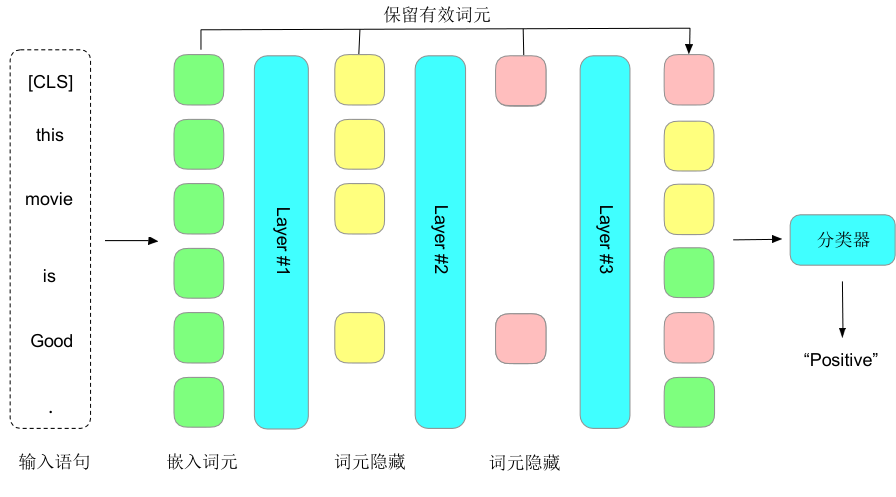 保留有效词元
[CLS]
this
movie
is
Good
.
Layer #1
Layer #2
Layer #3
分类器
“Positive”
输入语句
嵌入词元
词元隐藏
词元隐藏